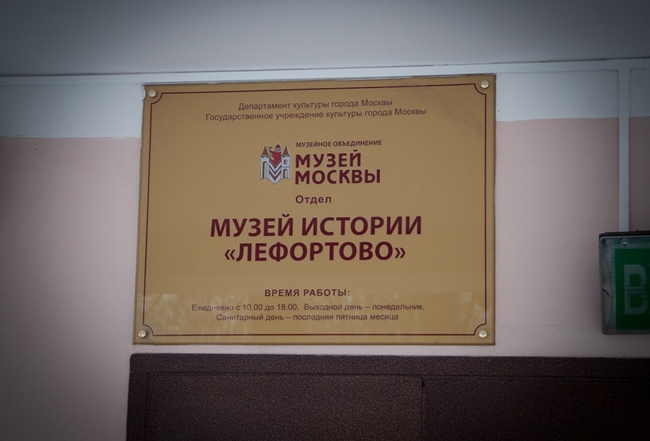 Департамент культуры города Москвы
Государственное учреждение культуры города Москвы
МУЗЕЙНОЕ ОБЪЕДИНЕНИЕ
МУЗЕЙ
МОСКВЫ
Отдел
МУЗЕЙ ИСТОРИИ
«ЛЕФОРТОВО»
ВРЕМЯ РАБОТЫ:
Ежедневно с 10.00 до 18.00. Выходной день – понедельник.
Санитарный день – последняя пятница месяца